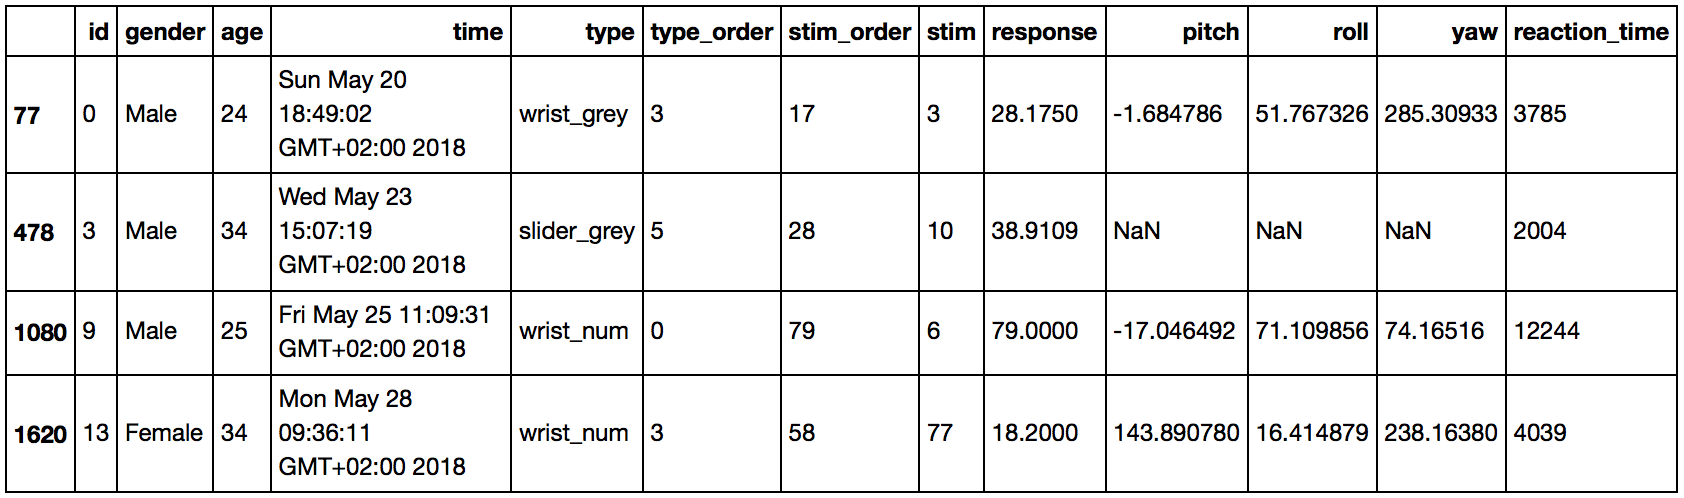 id gender age time type type_order stim_order stim response pitch roll yaw reaction_time
Sun May 20
18:49:02
77 0 Male 24 wrist_grey 3 17 3 28.1750 -1.684786 51.767326 285.30933 3785
GMT+02:00 2018
Wed May 23
15:07:19
478 3 Male 34 slider_grey 5 28 10 38.9109 NaN NaN NaN 2004
GMT+02:00 2018
Fri May 25 11:09:31
1080 9 Male 25 wrist_num 0 79 6 79.0000 -17.046492 71.109856 74.16516 12244
GMT+02:00 2018
Mon May 28
09:36:11
1620 13 Female 34 wrist_num 3 58 77 18.2000 143.890780 16.414879 238.16380 4039
GMT+02:00 2018